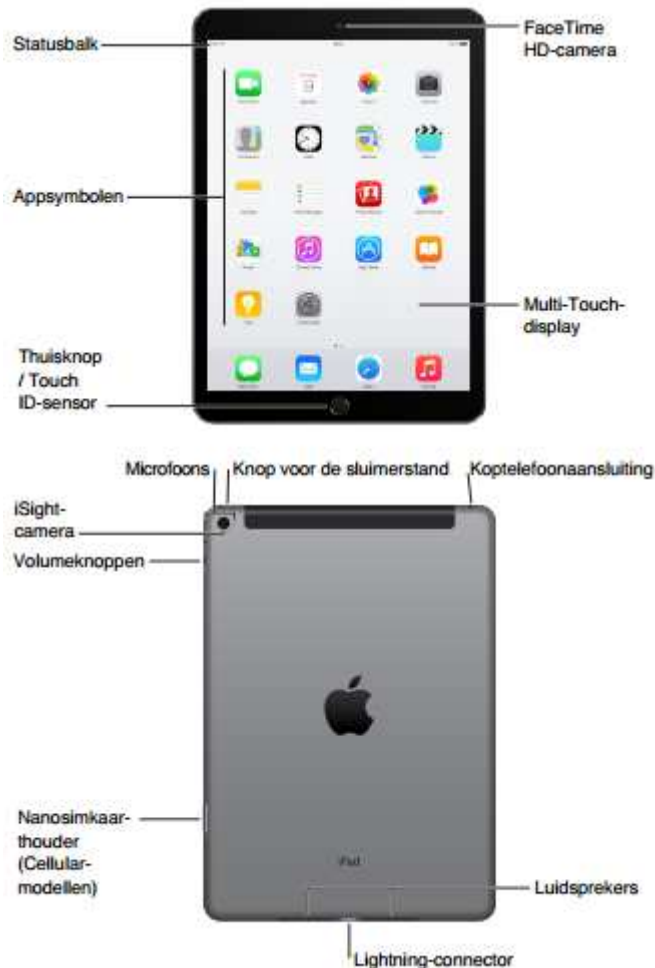 Statusbalk
FaceTime
HD-camera
Appsymbolen
Multi-Touch-
display
Thuisknop
/ Touch
ID-sensor
Microfoons
Knop voor de sluimerstand
Koptelefoonaansluiting
iSight-
camera
Volumeknoppen
Nanosimkaar-
thouder
(Cellular-
modellen)
iPad
Luidsprekers
Lightning-connector